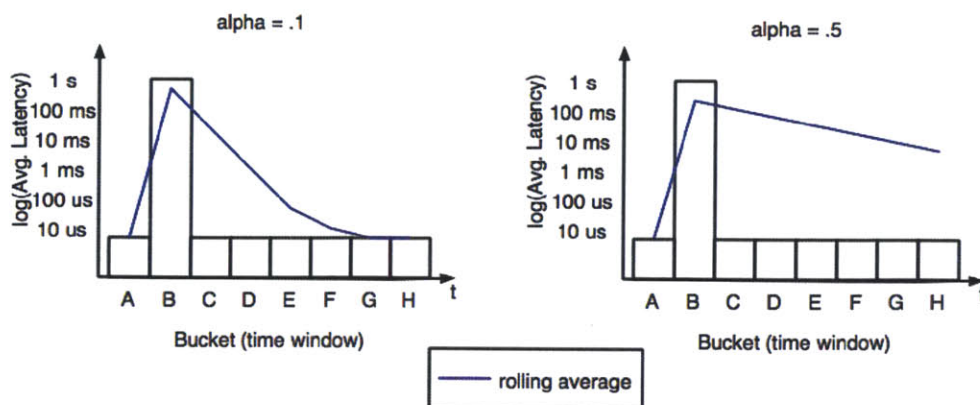 alpha = .1
log(Avg. Latency)
1 s
100 ms
10 ms
1 ms
100 us
10 us
A B C D E F G H
t
Bucket (time window)
alpha = .5
log(Avg. Latency)
1 s
100 ms
10 ms
1 ms
100 us
10 us
A B C D E F G H
t
Bucket (time window)
rolling average